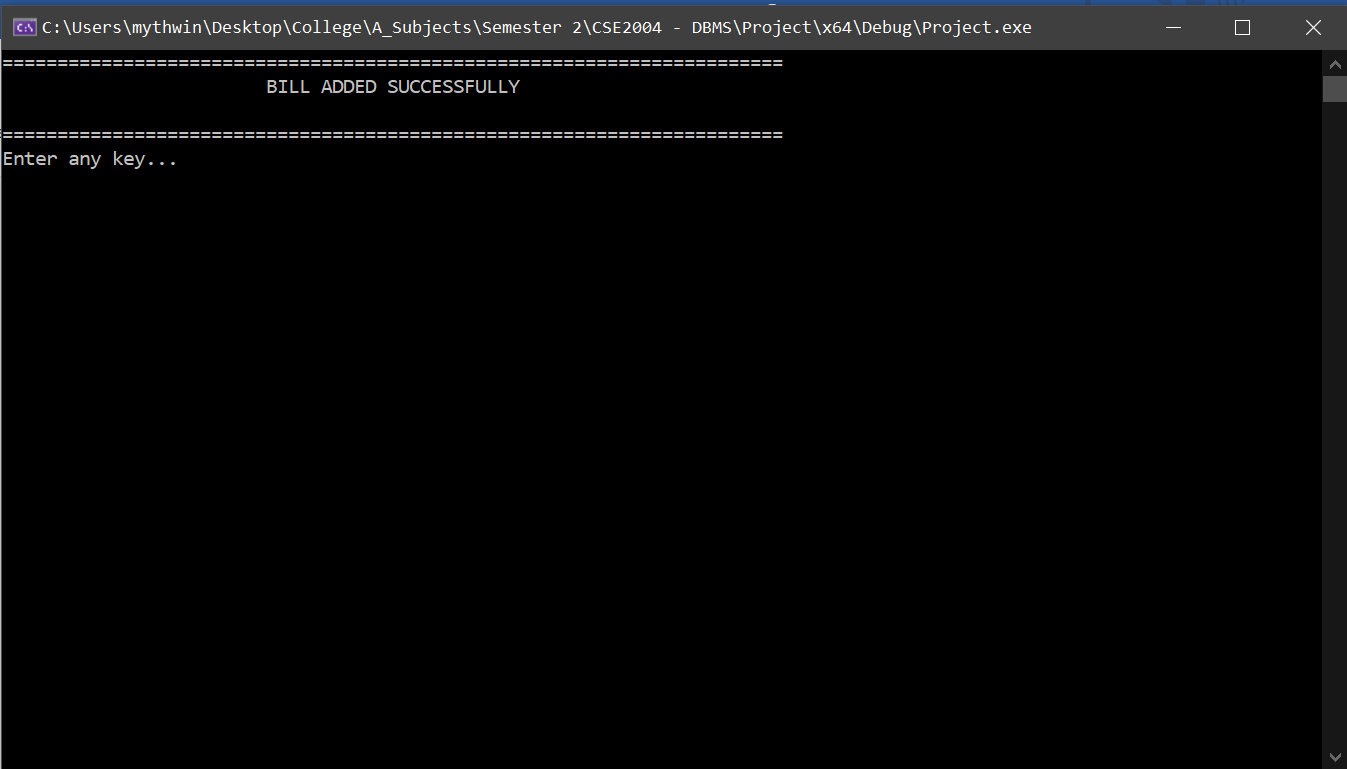 C:\Users\mythwin\Desktop\College\A_Subjects\Semester 2\CSE2004 - DBMS\Project\x64\Debug\Project.exe
=======================================================================
BILL ADDED SUCCESSFULLY
=======================================================================
Enter any key...